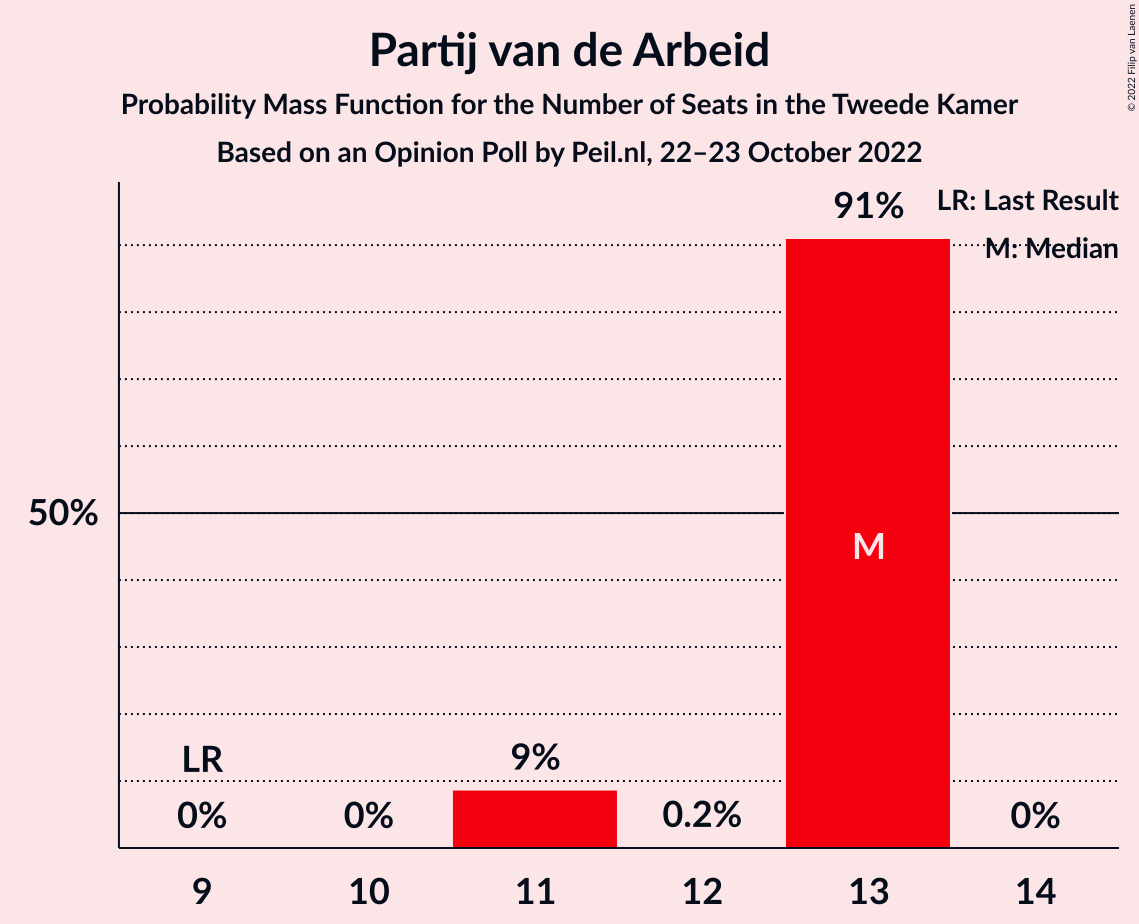 Partij van de Arbeid
Probability Mass Function for the Number of Seats in the Tweede Kamer
Based on an Opinion Poll by Peil.nl, 22–23 October 2022
© 2022 Filip van Laenen
LR: Last Result
M: Median
91%
50%
M
LR
9%
0%
0%
0.2%
0%
9
10
11
12
13
14